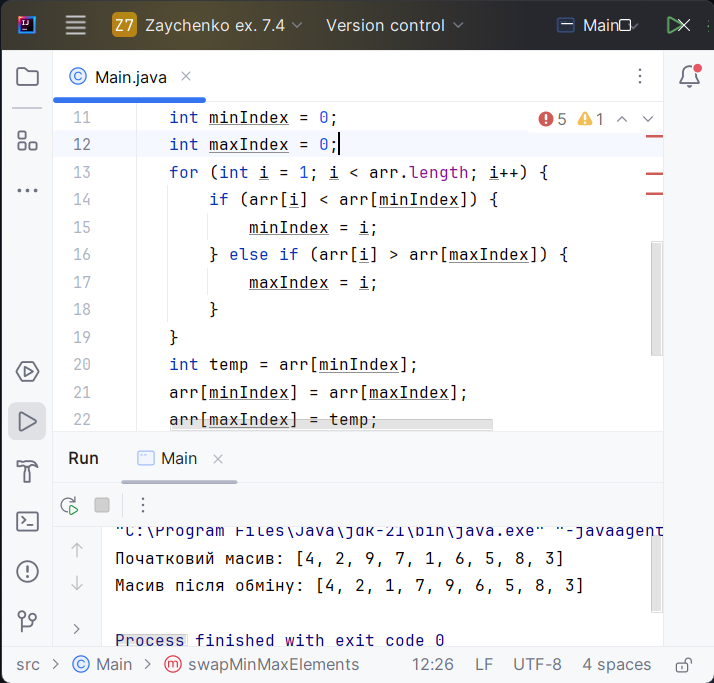 Z7 Zaychenko ex. 7.4 Version control Main
Main.java
5 1
11 int minIndex = 0;
12 int maxIndex = 0;
13 for (int i = 1; i < arr.length; i++) {
14 if (arr[i] < arr[minIndex]) {
15 minIndex = i;
16 } else if (arr[i] > arr[maxIndex]) {
17 maxIndex = i;
18 }
19 }
20 int temp = arr[minIndex];
21 arr[minIndex] = arr[maxIndex];
22 arr[maxIndex] = temp;
Run Main
"C:\Program Files\Java\jdk-21\bin\java.exe" "-javaagent
Початковий масив: [4, 2, 9, 7, 1, 6, 5, 8, 3]
Масив після обміну: [4, 2, 1, 7, 9, 6, 5, 8, 3]
Process finished with exit code 0
src > Main > swapMinMaxElements 12:26 LF UTF-8 4 spaces